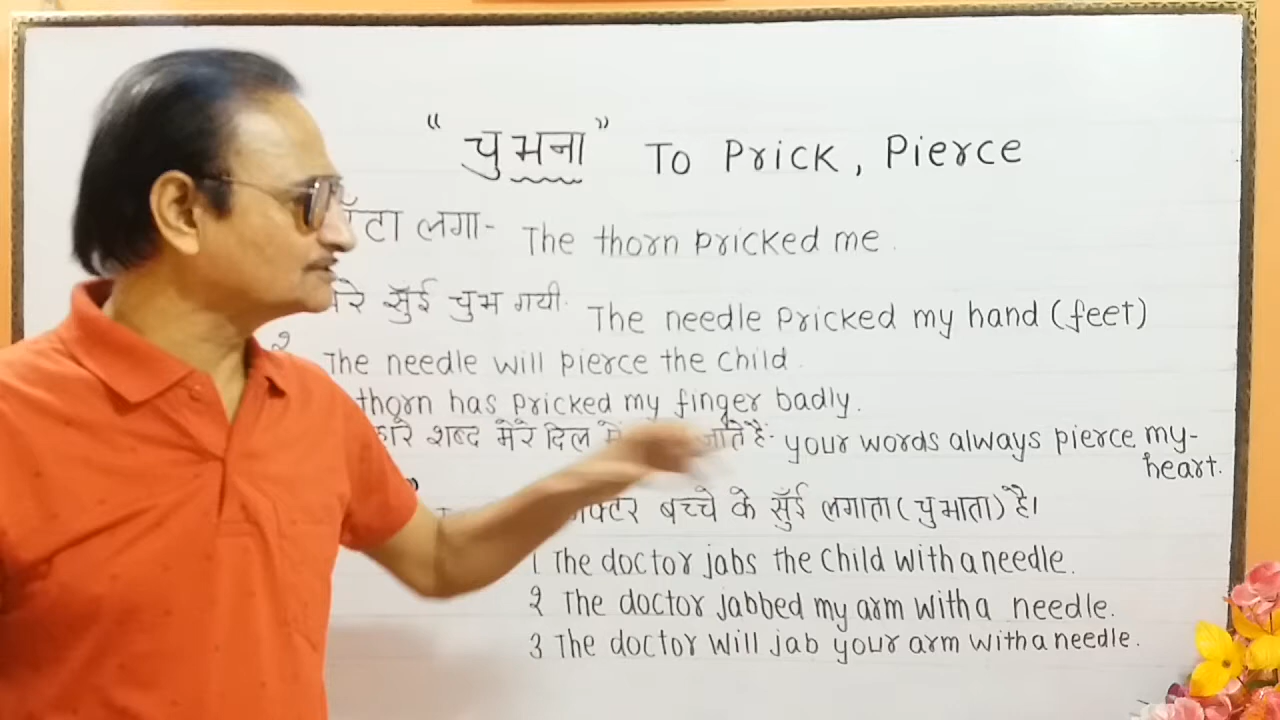 "चुभना" To Prick, Pierce
लगा- The thorn pricked me.
सुँई चुभ गयी. The needle pricked my hand (feet)
२ The needle will pierce the child.
thorn has pricked my finger badly.
शब्द मेरे दिल में जाते हैं. your words always pierce my-
heart.
बच्चे के सुँई लगाता (चुभाता) है।
1 The doctor jabs the child with a needle.
२ The doctor jabbed my arm with a needle.
3 The doctor will jab your arm with a needle.